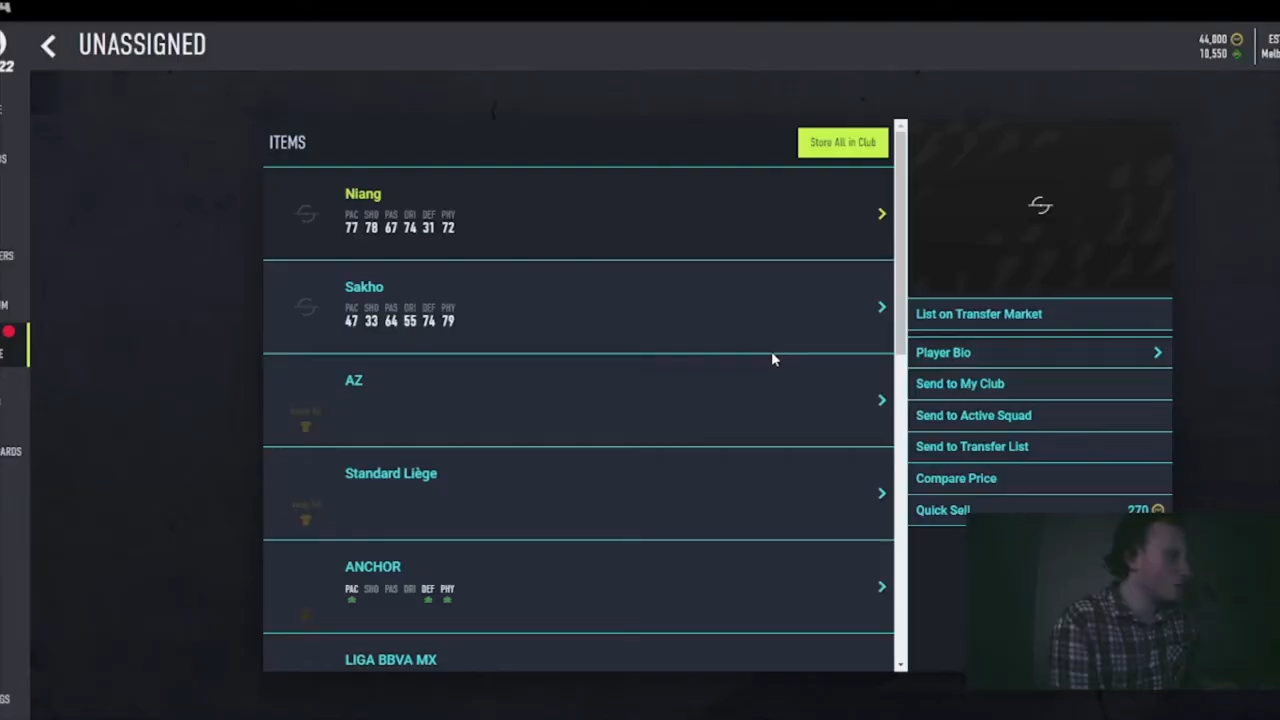 UNASSIGNED
44,000
10,550
22
ITEMS
Store All in Club
Niang
PAC SHO PAS DRI DEF PHY
77 78 67 74 31 72
Sakho
PAC SHO PAS DRI DEF PHY
47 33 64 55 74 79
AZ
Standard Liège
ANCHOR
PAC SHO PAS DRI DEF PHY
LIGA BBVA MX
List on Transfer Market
Player Bio
Send to My Club
Send to Active Squad
Send to Transfer List
Compare Price
Quick Sell 270